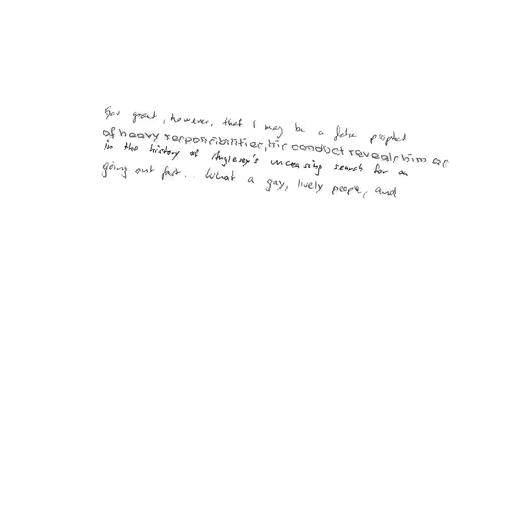 great, however, that I may be a false prophet
of heavy responsibilities, his conduct reveals him as
in the history of Anglesey's unceasing search for an
going out fast.. What a gay, lively people, and